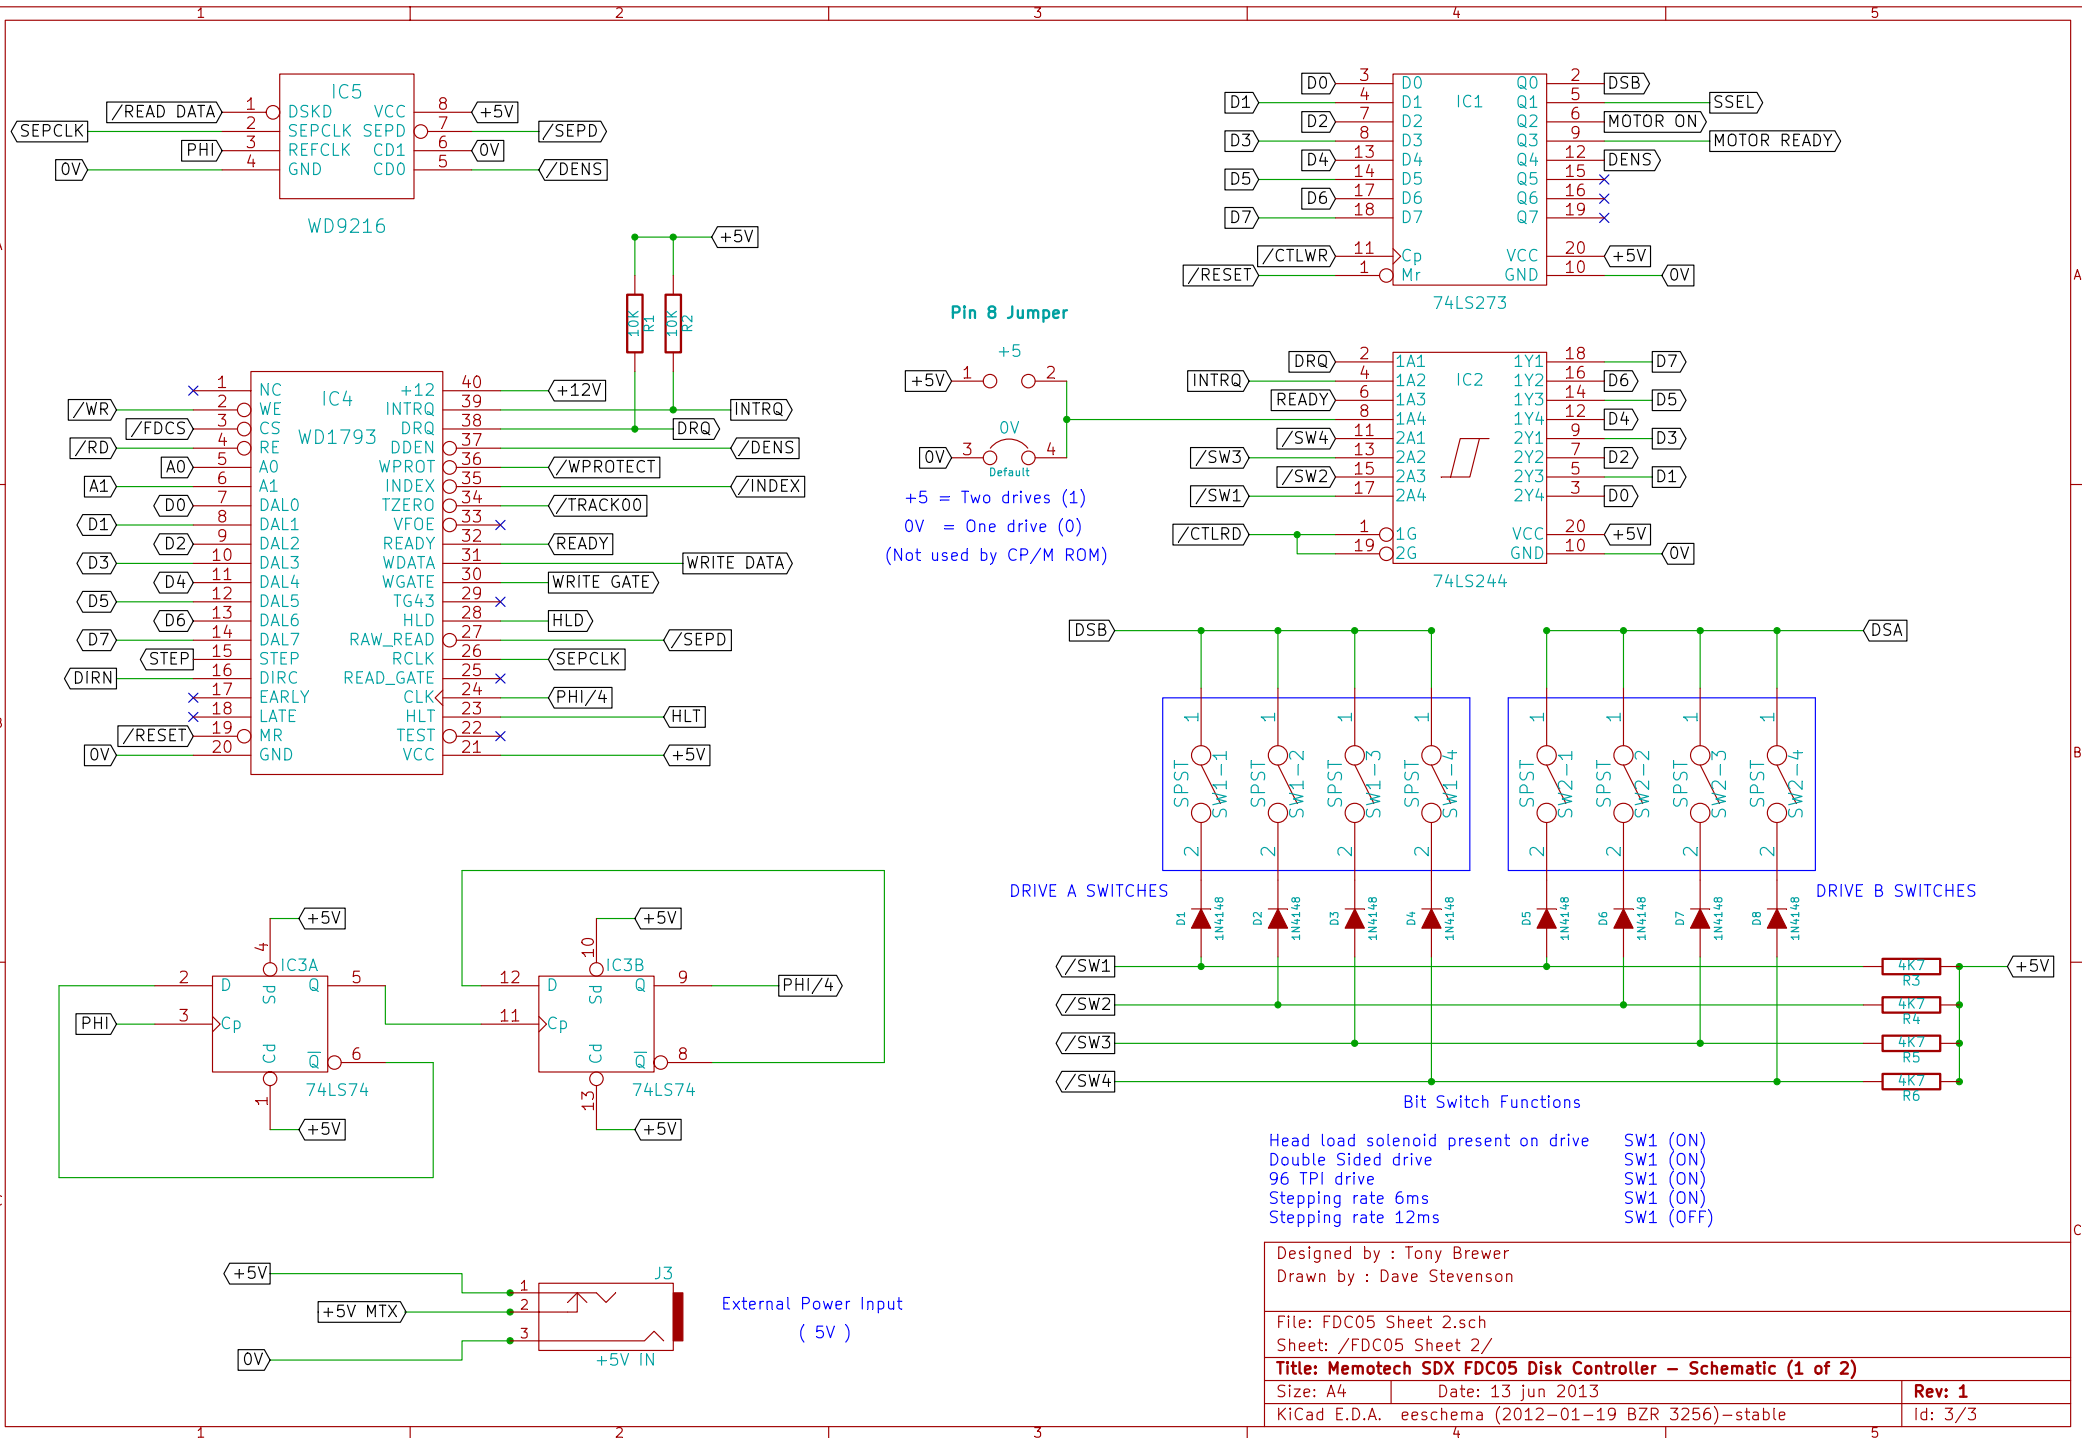 1 2 3 4 5
IC5
/READ DATA 1 DSKD VCC 8 +5V
SEPCLK 2 SEPCLK SEPD 7 /SEPD
PHI 3 REFCLK CD1 6 0V
0V 4 GND CD0 5 /DENS
WD9216
+5V
10K R1 10K R2
IC4
WD1793
1 NC +12 40 +12V
/WR 2 WE INTRQ 39 INTRQ
/FDCS 3 CS DRQ 38 DRQ
/RD 4 RE DDEN 37 /DENS
A0 5 A0 WPROT 36 /WPROTECT
A1 6 A1 INDEX 35 /INDEX
D0 7 DAL0 TZERO 34 /TRACK00
D1 8 DAL1 VFOE 33
D2 9 DAL2 READY 32 READY
D3 10 DAL3 WDATA 31 WRITE DATA
D4 11 DAL4 WGATE 30 WRITE GATE
D5 12 DAL5 TG43 29
D6 13 DAL6 HLD 28 HLD
D7 14 DAL7 RAW_READ 27 /SEPD
STEP 15 STEP RCLK 26 SEPCLK
DIRN 16 DIRC READ_GATE 25
17 EARLY CLK 24 PHI/4
18 LATE HLT 23 HLT
/RESET 19 MR TEST 22
0V 20 GND VCC 21 +5V
IC1
D0 3 D0 Q0 2 DSB
D1 4 D1 Q1 5 SSEL
D2 7 D2 Q2 6 MOTOR ON
D3 8 D3 Q3 9 MOTOR READY
D4 13 D4 Q4 12 DENS
D5 14 D5 Q5 15
D6 17 D6 Q6 16
D7 18 D7 Q7 19
/CTLWR 11 Cp VCC 20 +5V
/RESET 1 Mr GND 10 0V
74LS273
A
Pin 8 Jumper
+5
+5V 1 2
0V
0V 3 4
Default
+5 = Two drives (1)
0V = One drive (0)
(Not used by CP/M ROM)
IC2
DRQ 2 1A1 1Y1 18 D7
INTRQ 4 1A2 1Y2 16 D6
READY 6 1A3 1Y3 14 D5
8 1A4 1Y4 12 D4
/SW4 11 2A1 2Y1 9 D3
/SW3 13 2A2 2Y2 7 D2
/SW2 15 2A3 2Y3 5 D1
/SW1 17 2A4 2Y4 3 D0
/CTLRD 1 1G VCC 20 +5V
19 2G GND 10 0V
74LS244
DSB DSA
1 1 1 1 1 1 1 1
SPST SW1-1 SPST SW1-2 SPST SW1-3 SPST SW1-4 SPST SW2-1 SPST SW2-2 SPST SW2-3 SPST SW2-4
B
2 2 2 2 2 2 2 2
DRIVE A SWITCHES DRIVE B SWITCHES
D1 1N4148 D2 1N4148 D3 1N4148 D4 1N4148 D5 1N4148 D6 1N4148 D7 1N4148 D8 1N4148
/SW1 4K7 +5V
R3
/SW2 4K7
R4
/SW3 4K7
R5
/SW4 4K7
R6
+5V
4 IC3A
2 D Sd Q 5
PHI 3 Cp
Cd Q 6
74LS74
1
+5V
+5V
10 IC3B
12 D Sd Q 9 PHI/4
11 Cp
Cd Q 8
74LS74
13
+5V
Bit Switch Functions
Head load solenoid present on drive SW1 (ON)
Double Sided drive SW1 (ON)
96 TPI drive SW1 (ON)
Stepping rate 6ms SW1 (ON)
Stepping rate 12ms SW1 (OFF)
C
J3
+5V 1
+5V MTX 2
0V 3
+5V IN
External Power Input
( 5V )
Designed by : Tony Brewer
Drawn by : Dave Stevenson
File: FDC05 Sheet 2.sch
Sheet: /FDC05 Sheet 2/
Title: Memotech SDX FDC05 Disk Controller - Schematic (1 of 2)
Size: A4 Date: 13 jun 2013 Rev: 1
KiCad E.D.A. eeschema (2012-01-19 BZR 3256)-stable Id: 3/3
1 2 3 4 5